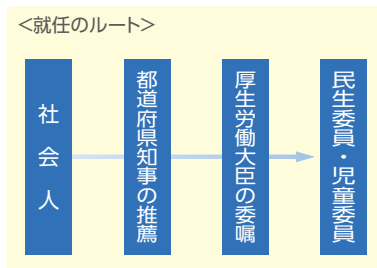 <就任のルート>
社会人
都道府県知事の推薦
厚生労働大臣の委嘱
民生委員・児童委員